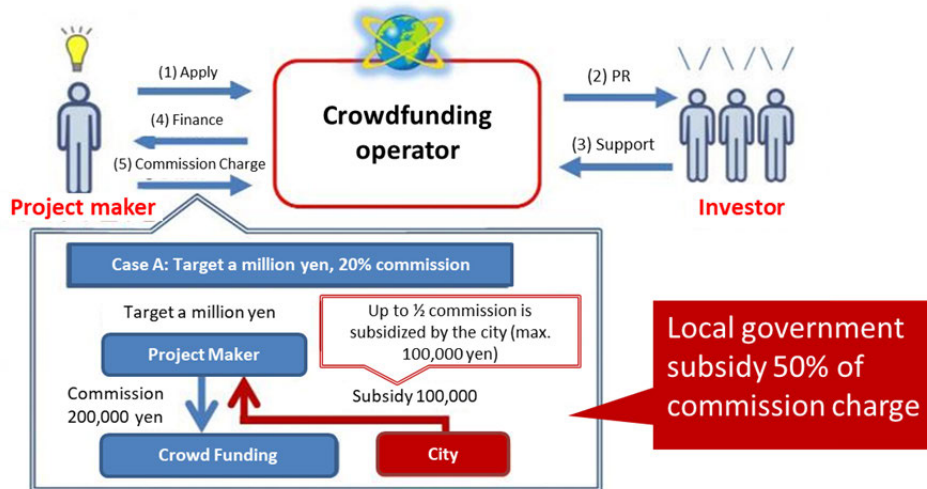 (1) Apply
(2) PR
Crowdfunding
operator
(4) Finance
(3) Support
(5) Commission Charge
Project maker
Investor
Case A: Target a million yen, 20% commission
Target a million yen
Up to ½ commission is
subsidized by the city (max.
100,000 yen)
Project Maker
Commission
200,000 yen
Subsidy 100,000
Crowd Funding
City
Local government
subsidy 50% of
commission charge